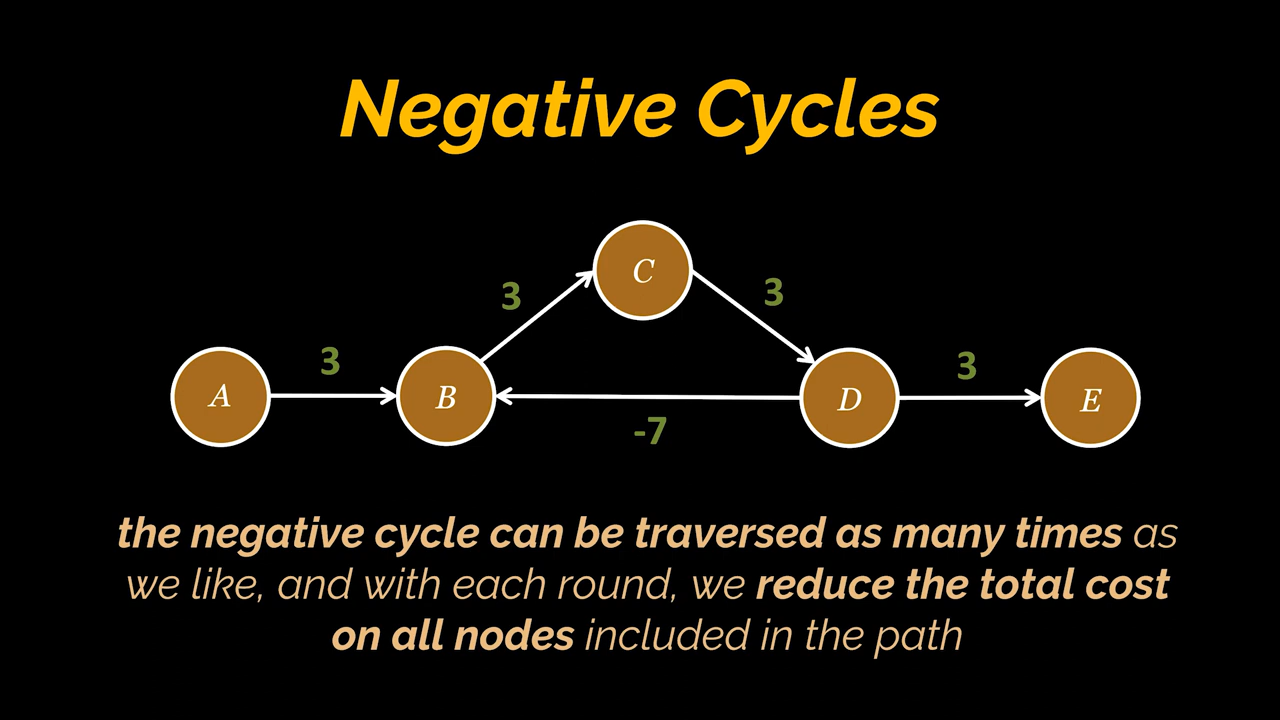 Negative Cycles
C
3
3
3
3
A
B
D
E
-7
the negative cycle can be traversed as many times as
we like, and with each round, we reduce the total cost
on all nodes included in the path